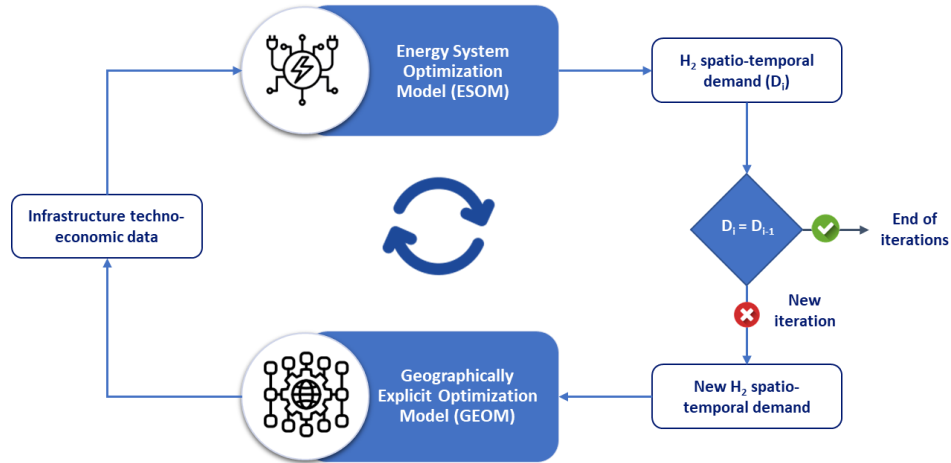 Energy System
Optimization
Model (ESOM)
H₂ spatio-temporal
demand (Dᵢ)
Infrastructure techno-
economic data
Dᵢ = Dᵢ₋₁
End of
iterations
New
iteration
Geographically
Explicit Optimization
Model (GEOM)
New H₂ spatio-
temporal demand